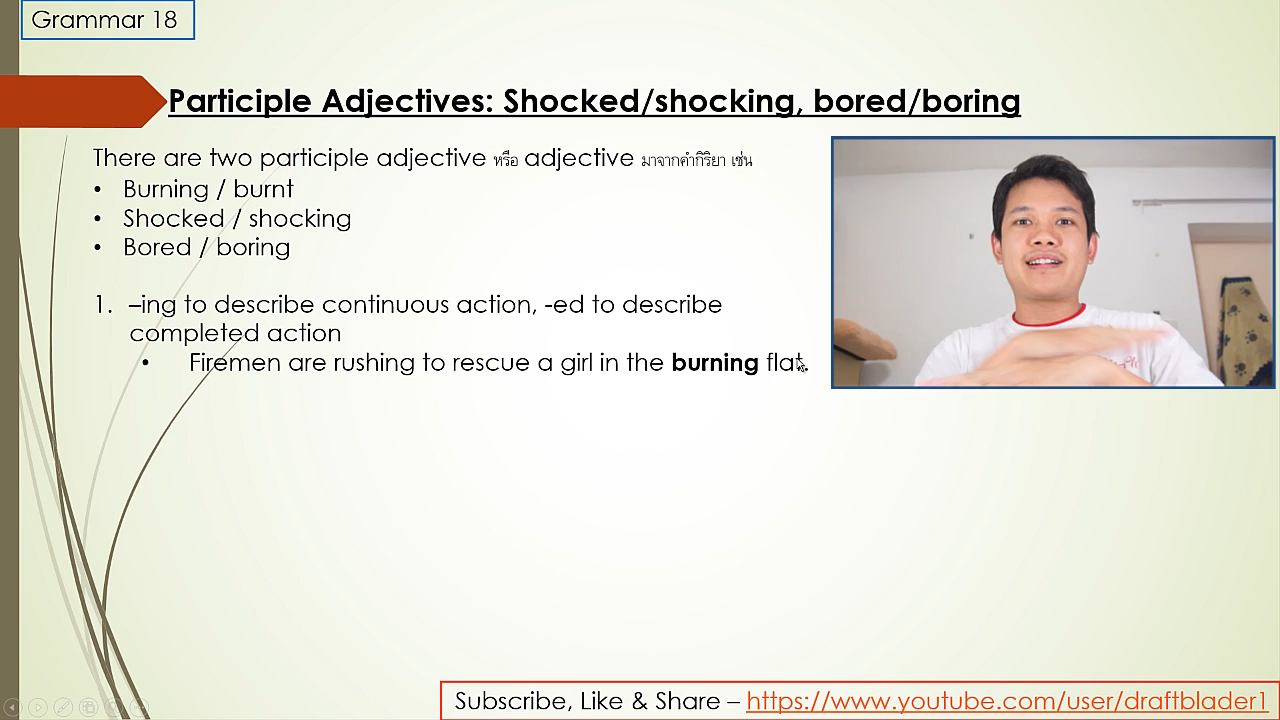 Grammar 18
Participle Adjectives: Shocked/shocking, bored/boring
There are two participle adjective หรือ adjective มาจากคำกิริยา เช่น
• Burning / burnt
• Shocked / shocking
• Bored / boring
1. –ing to describe continuous action, -ed to describe
completed action
• Firemen are rushing to rescue a girl in the burning flat.
Subscribe, Like & Share – https://www.youtube.com/user/draftblader1